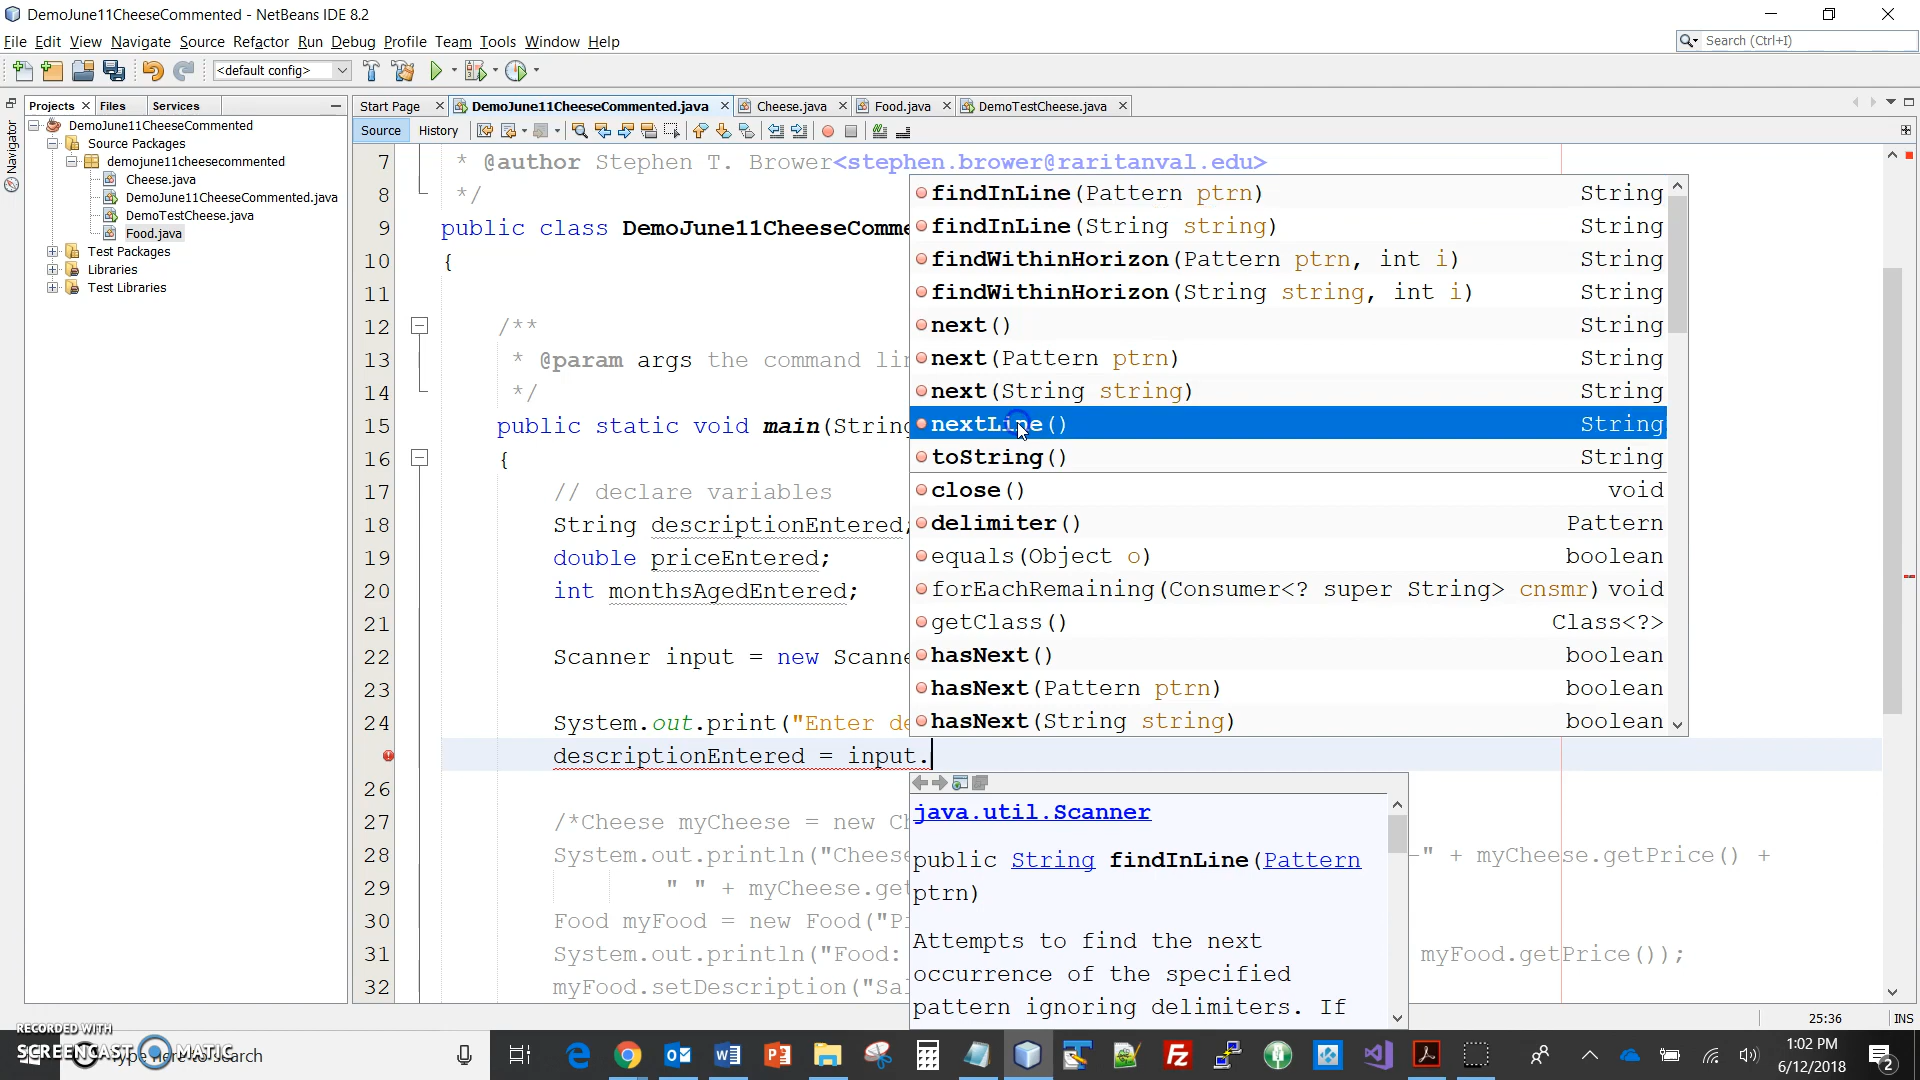 DemoJune11CheeseCommented - NetBeans IDE 8.2
File Edit View Navigate Source Refactor Run Debug Profile Team Tools Window Help
Search (Ctrl+I)
<default config>
Projects Files Services
Start Page DemoJune11CheeseCommented.java Cheese.java Food.java DemoTestCheese.java
Source History
Navigator
DemoJune11CheeseCommented
Source Packages
demojune11cheesecommented
Cheese.java
DemoJune11CheeseCommented.java
DemoTestCheese.java
Food.java
Test Packages
Libraries
Test Libraries
7 * @author Stephen T. Brower<stephen.brower@raritanval.edu>
8 */
9 public class DemoJune11CheeseComme
10 {
11
12 /**
13 * @param args the command lin
14 */
15 public static void main(String
16 {
17 // declare variables
18 String descriptionEntered;
19 double priceEntered;
20 int monthsAgedEntered;
21
22 Scanner input = new Scanne
23
24 System.out.print("Enter de
descriptionEntered = input.
26
27 /*Cheese myCheese = new Ch
28 System.out.println("Cheese -" + myCheese.getPrice() +
29 " " + myCheese.get
30 Food myFood = new Food("P
31 System.out.println("Food: myFood.getPrice());
32 myFood.setDescription("Sa
findInLine(Pattern ptrn) String
findInLine(String string) String
findWithinHorizon(Pattern ptrn, int i) String
findWithinHorizon(String string, int i) String
next() String
next(Pattern ptrn) String
next(String string) String
nextLine() String
toString() String
close() void
delimiter() Pattern
equals(Object o) boolean
forEachRemaining(Consumer<? super String> cnsmr) void
getClass() Class<?>
hasNext() boolean
hasNext(Pattern ptrn) boolean
hasNext(String string) boolean
java.util.Scanner
public String findInLine(Pattern
ptrn)
Attempts to find the next
occurrence of the specified
pattern ignoring delimiters. If
25:36 INS
RECORDED WITH
SCREENCAST MATIC
Type here to search
1:02 PM
6/12/2018
2